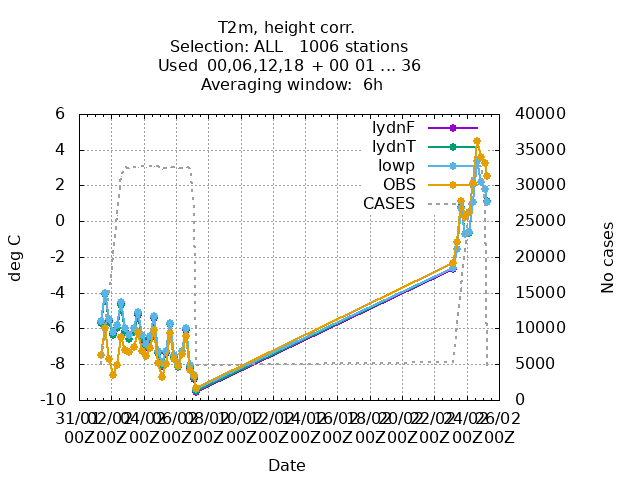 T2m, height corr.
Selection: ALL   1006 stations
Used  00,06,12,18  + 00 01 ... 36
Averaging window:  6h
6
4
2
0
-2
-4
-6
-8
-10
deg C
lydnF
lydnT
lowp
OBS
CASES
40000
35000
30000
25000
20000
15000
10000
5000
0
No cases
31/01 02/02 04/02 06/02 08/02 10/02 12/02 14/02 16/02 18/02 20/02 22/02 24/02 26/02
00Z 00Z 00Z 00Z 00Z 00Z 00Z 00Z 00Z 00Z 00Z 00Z 00Z 00Z
Date